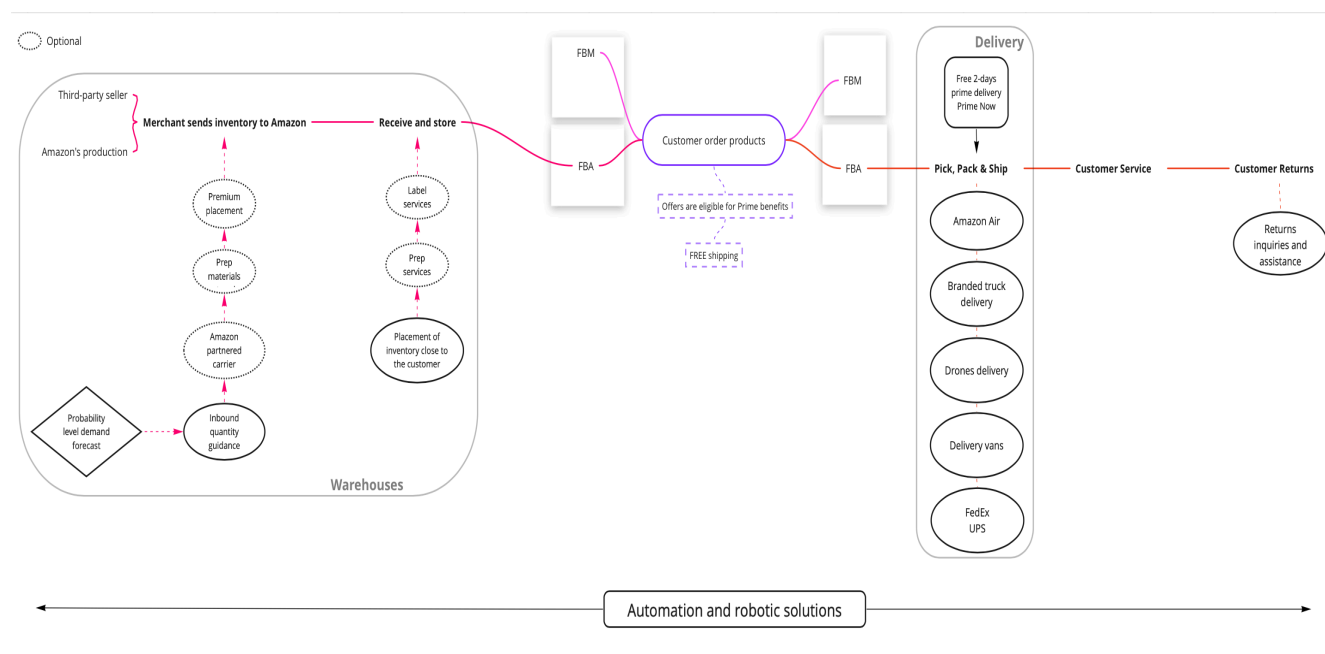 Optional
Third-party seller
Merchant sends inventory to Amazon
Amazon's production
Receive and store
Premium
placement
Prep
materials
Amazon
partnered
carrier
Probability
level demand
forecast
Inbound
quantity
guidance
Label
services
Prep
services
Placement of
inventory close to
the customer
Warehouses
FBM
FBA
Customer order products
Offers are eligible for Prime benefits
FREE shipping
FBM
FBA
Delivery
Free 2-days
prime delivery
Prime Now
Pick, Pack & Ship
Amazon Air
Branded truck
delivery
Drones delivery
Delivery vans
FedEx
UPS
Customer Service
Customer Returns
Returns
inquiries and
assistance
Automation and robotic solutions